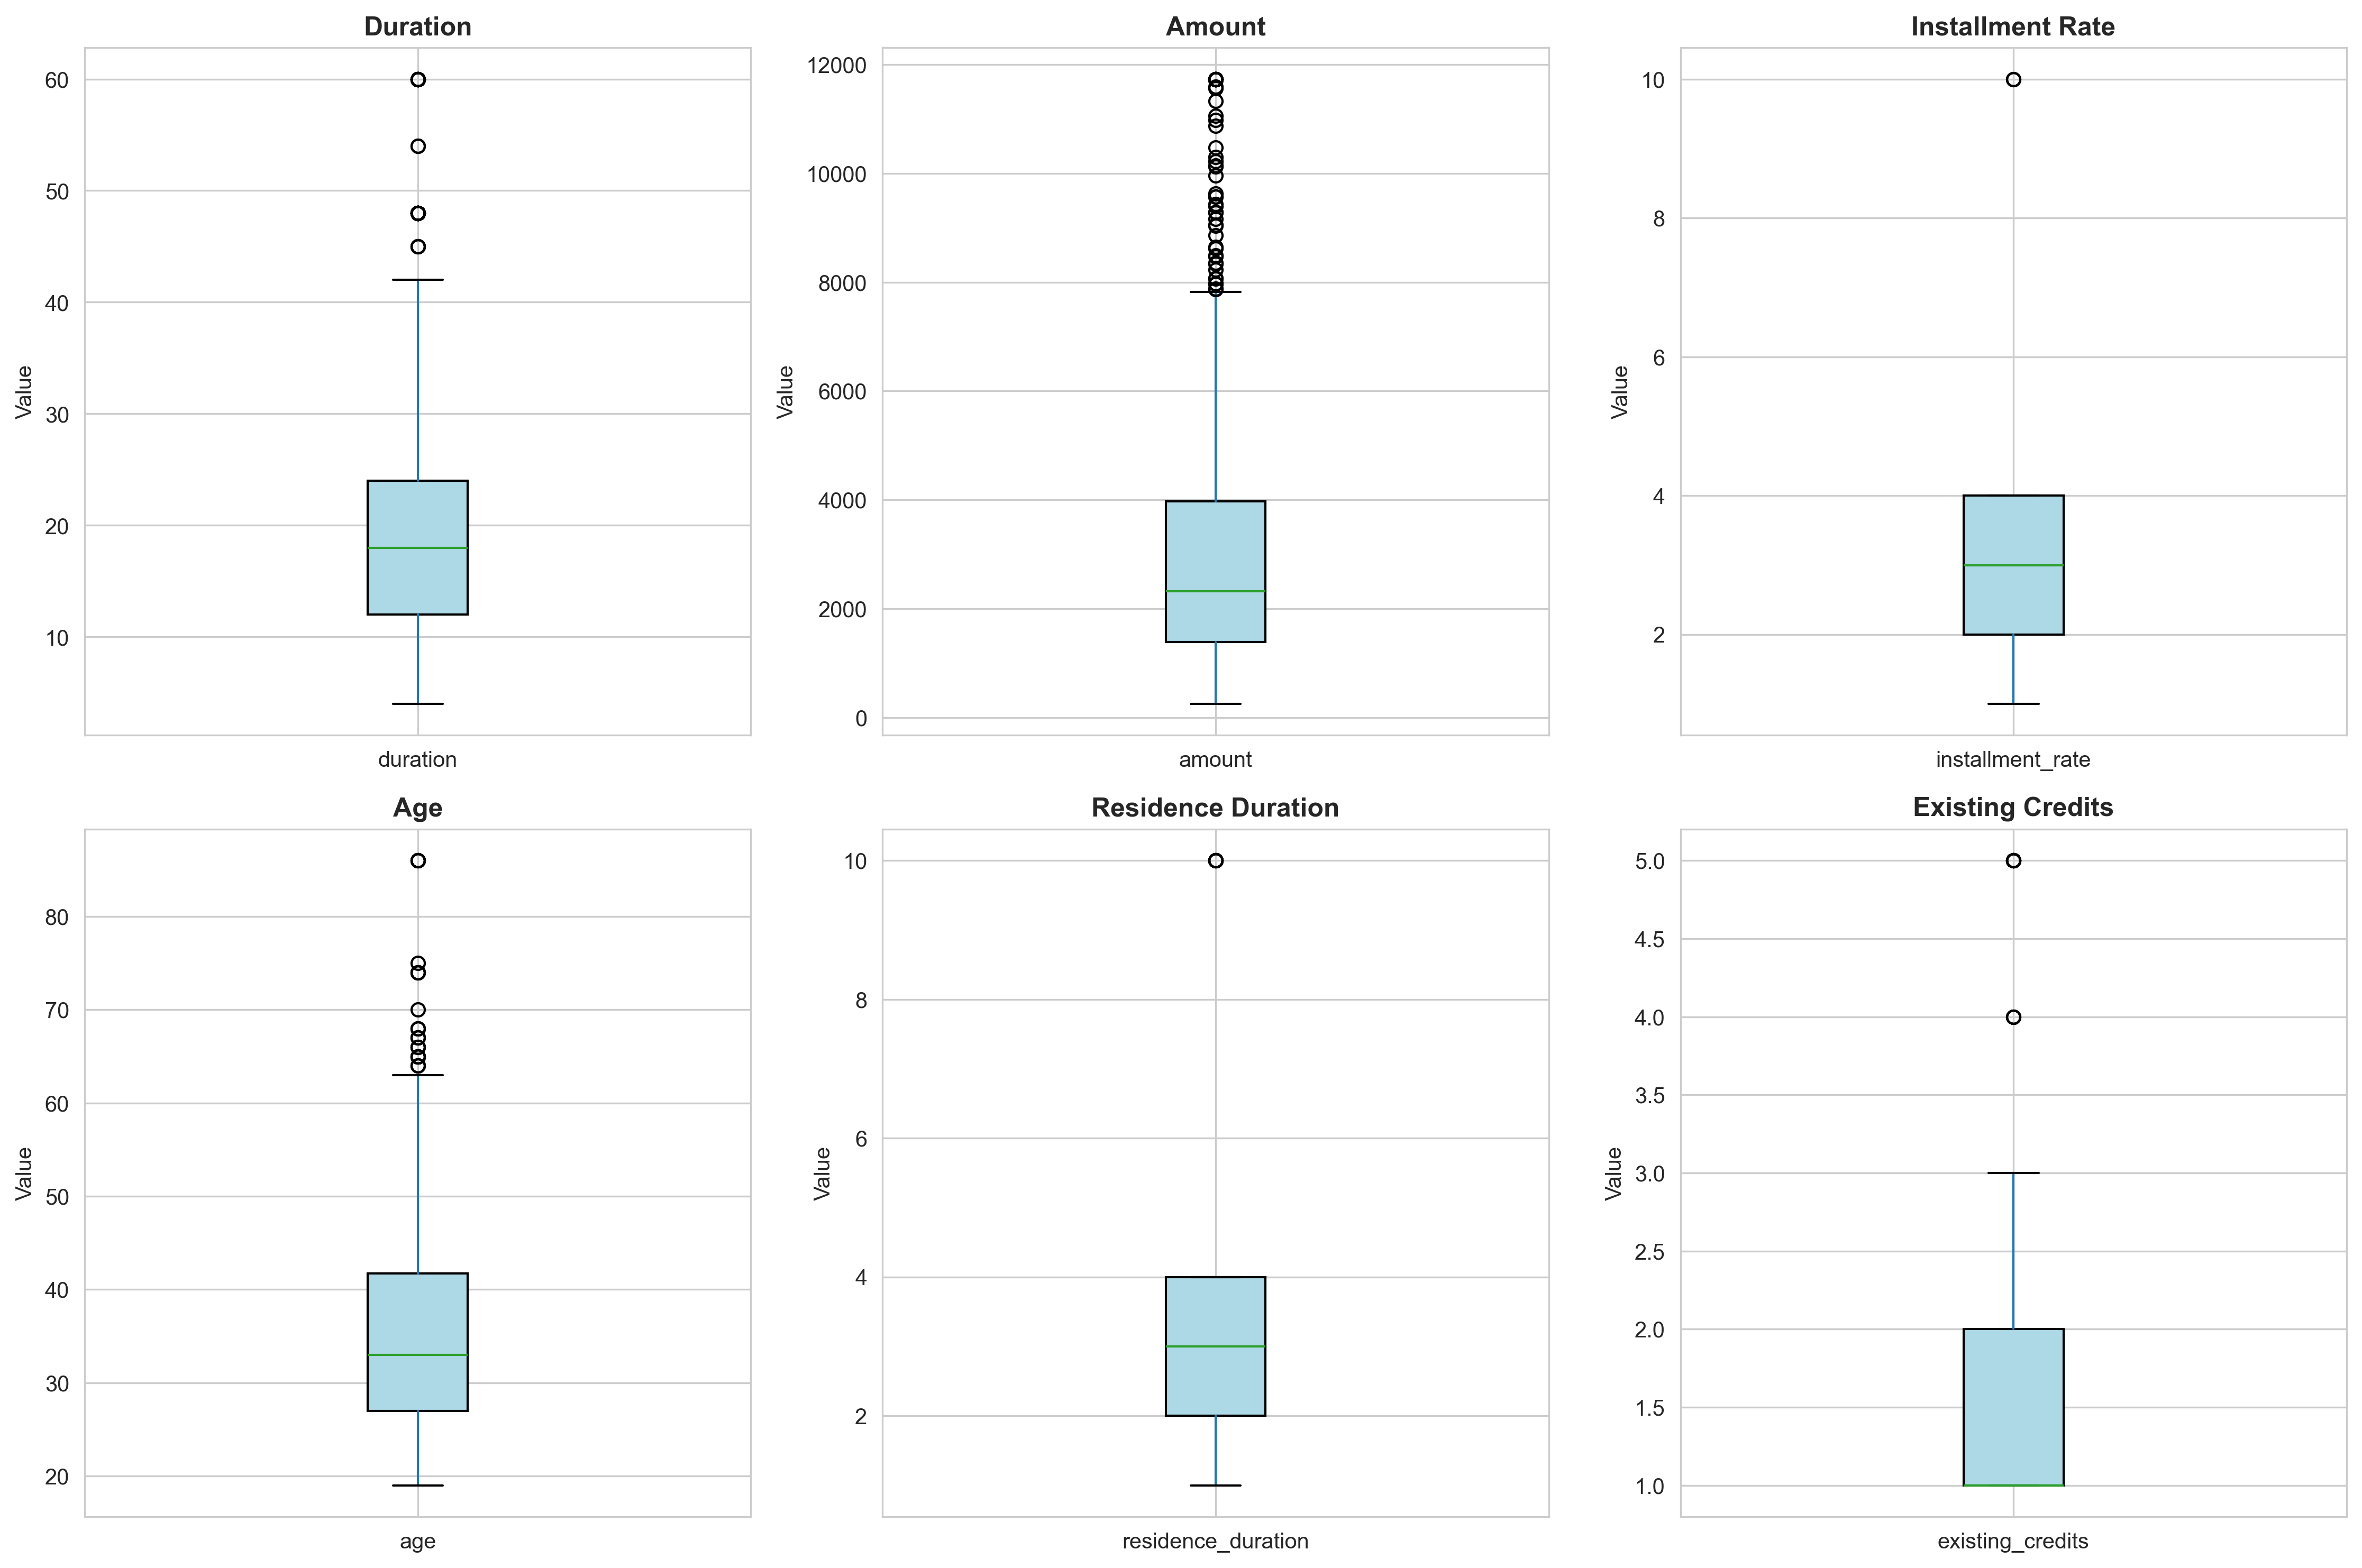 Duration
60
50
40
30
20
10
Value
duration
Amount
12000
10000
8000
6000
4000
2000
0
Value
amount
Installment Rate
10
8
6
4
2
Value
installment_rate
Age
80
70
60
50
40
30
20
Value
age
Residence Duration
10
8
6
4
2
Value
residence_duration
Existing Credits
5.0
4.5
4.0
3.5
3.0
2.5
2.0
1.5
1.0
Value
existing_credits